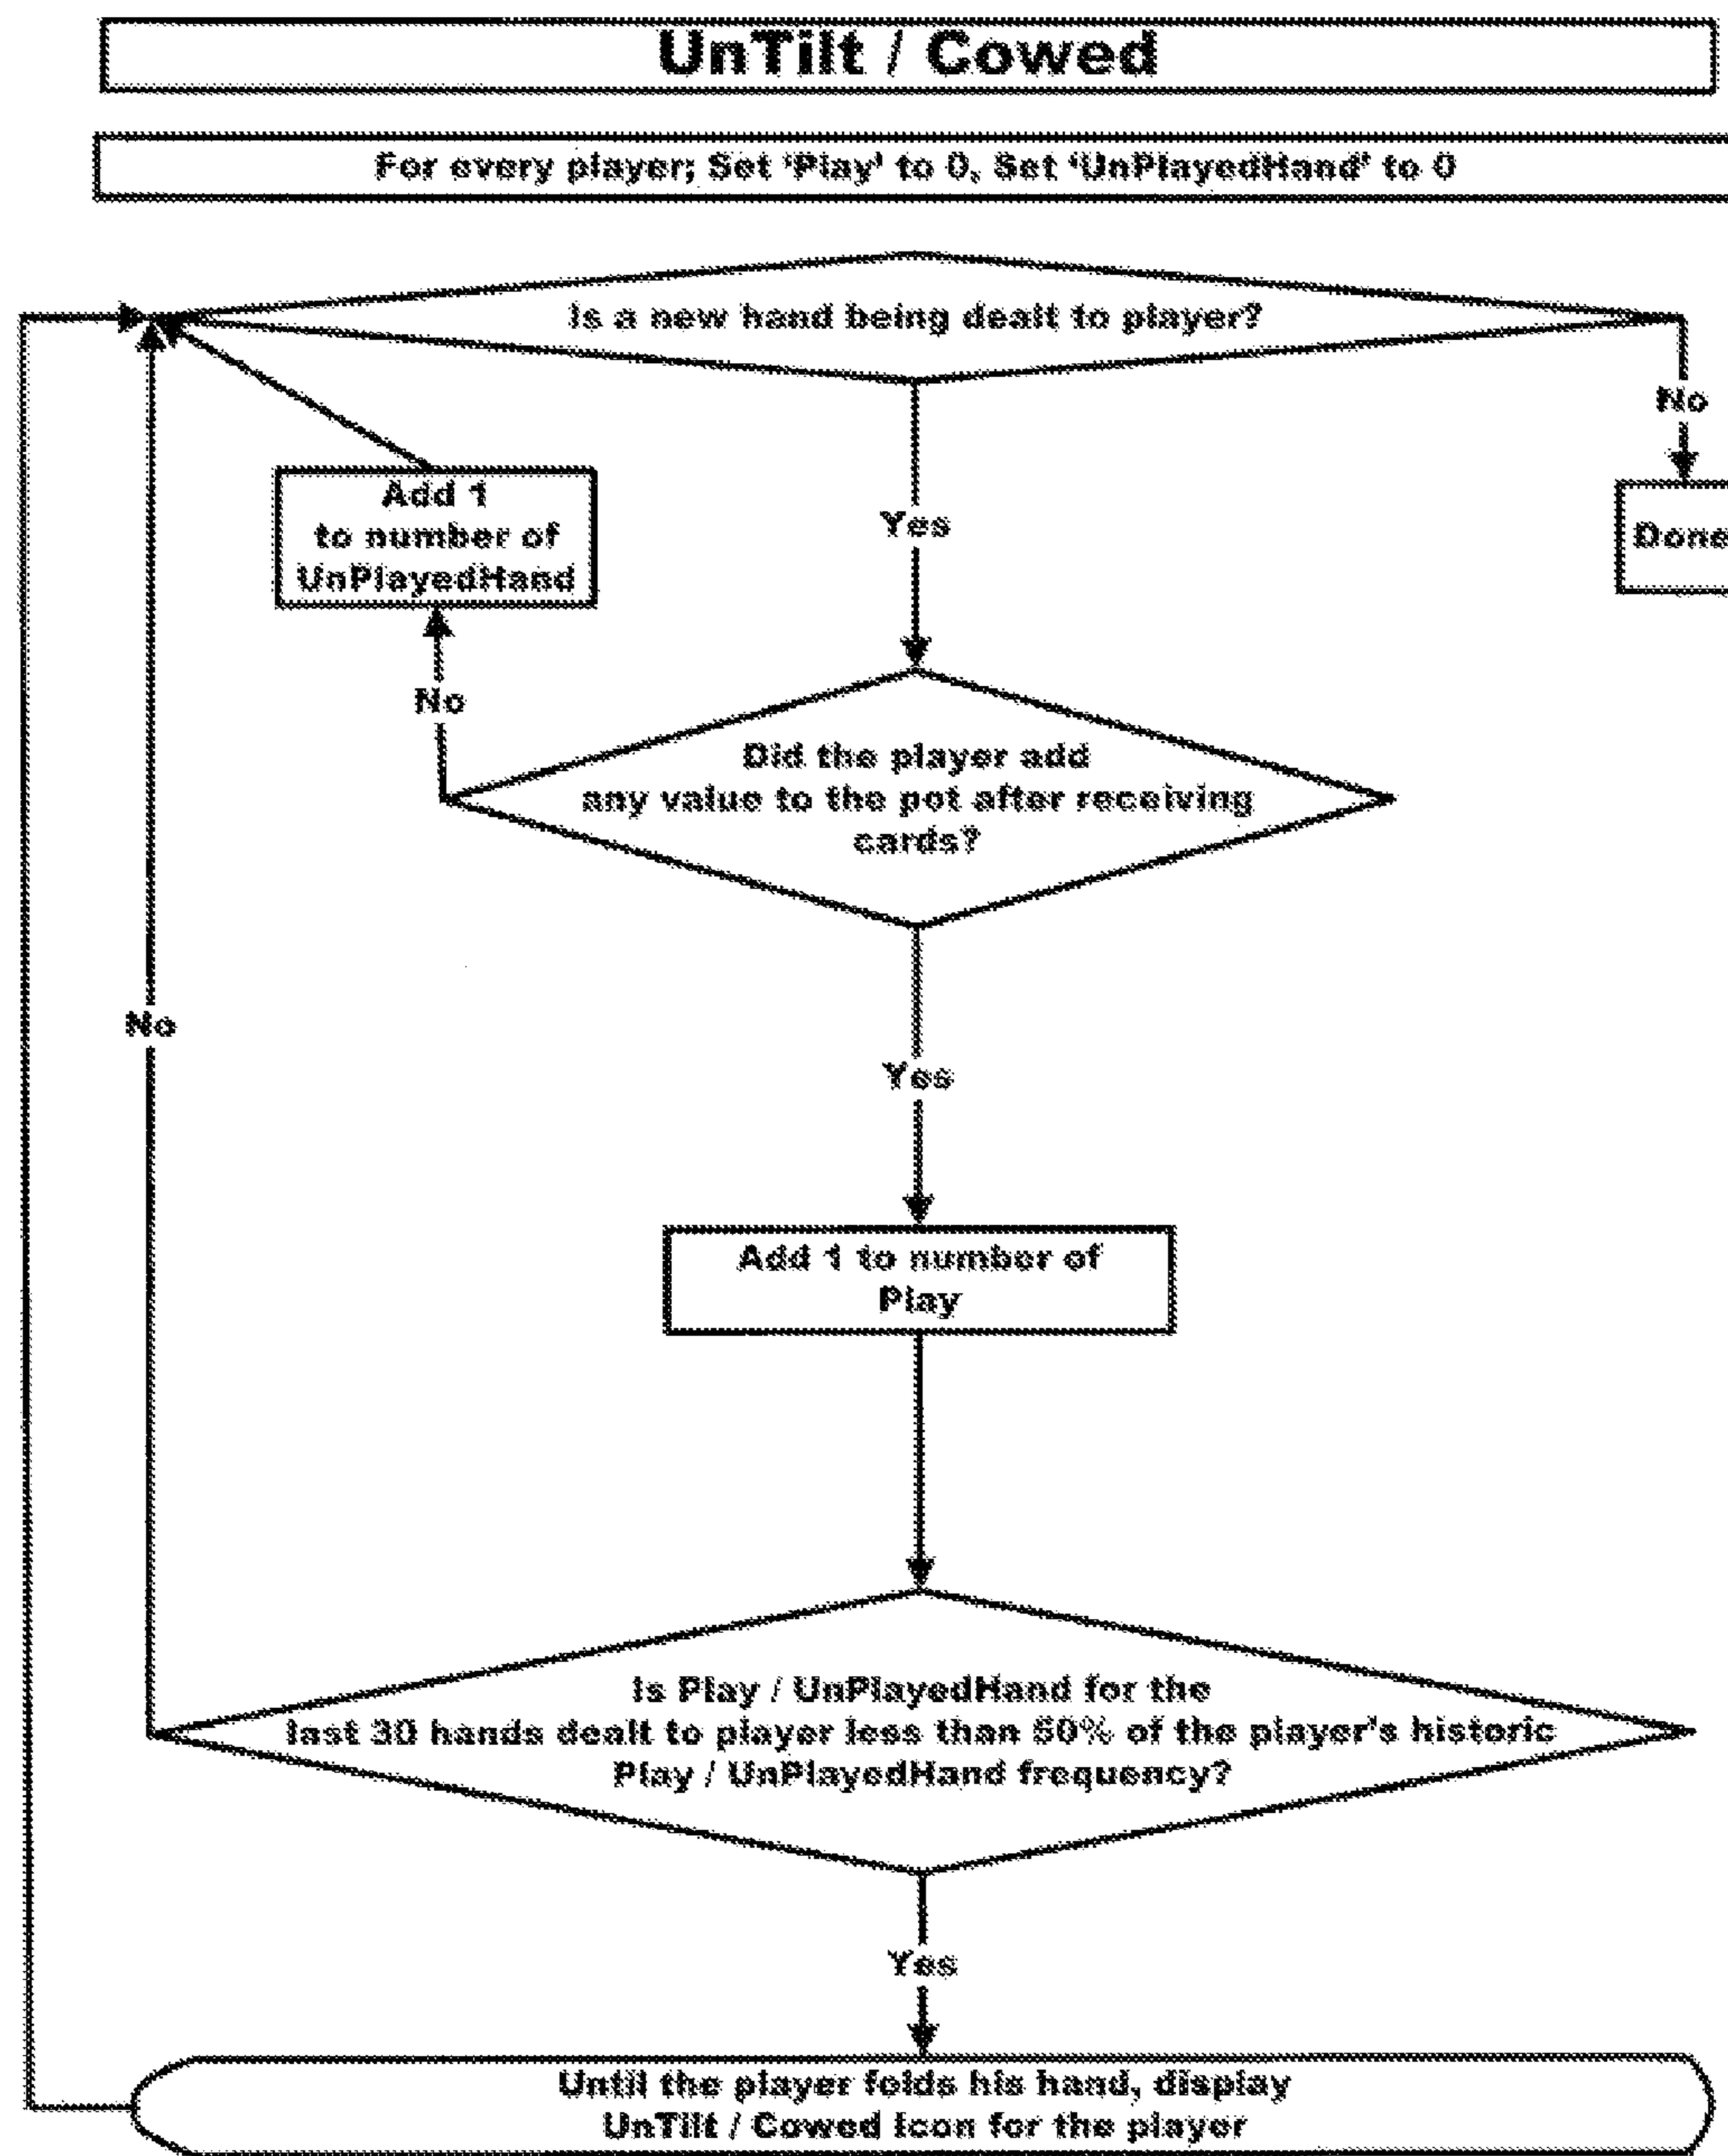 UnTilt / Cowed
For every player; Set 'Play' to 0, Set 'UnPlayedHand' to 0
Is a new hand being dealt to player?
No
Add 1
to number of
UnPlayedHand
Yes
Done
No
Did the player add
any value to the pot after receiving
cards?
No
Yes
Add 1 to number of
Play
Is Play / UnPlayedHand for the
last 30 hands dealt to player less than 50% of the player's historic
Play / UnPlayedHand frequency?
Yes
Until the player folds his hand, display
UnTilt / Cowed Icon for the player